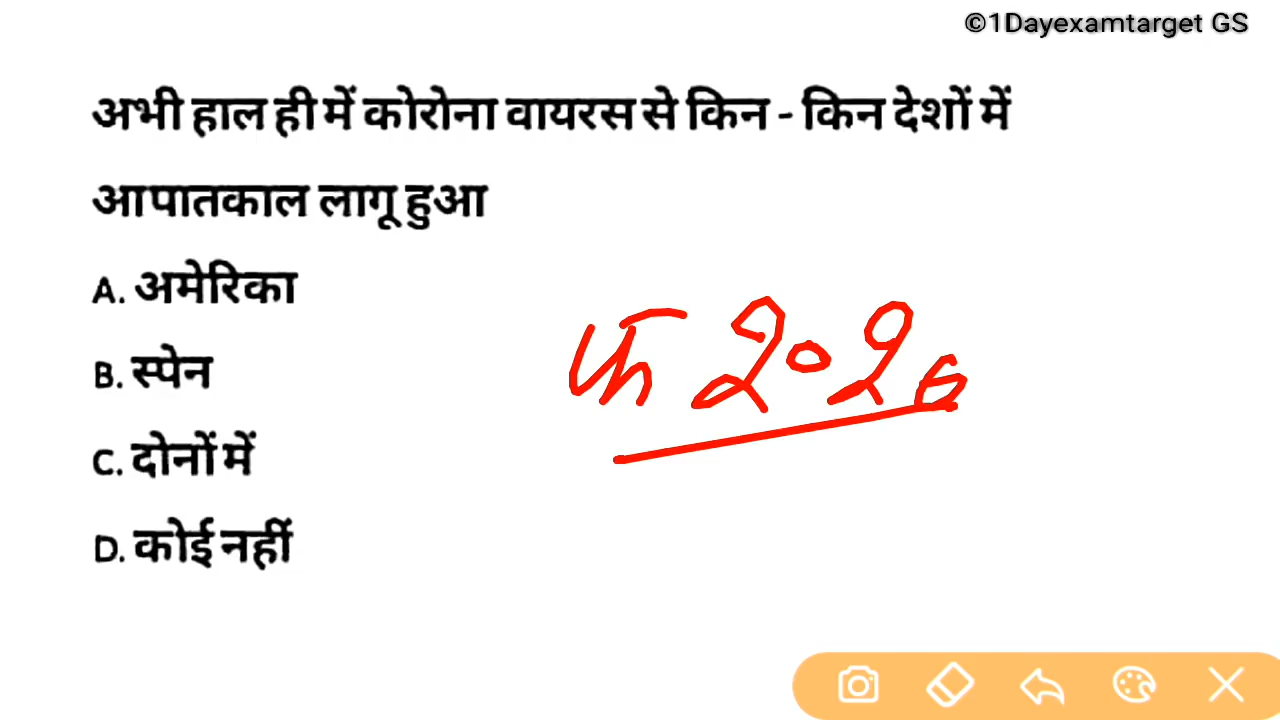 ©1Dayexamtarget GS
अभी हाल ही में कोरोना वायरस से किन - किन देशों में
आपातकाल लागू हुआ
A. अमेरिका
B. स्पेन
C. दोनों में
D. कोई नहीं